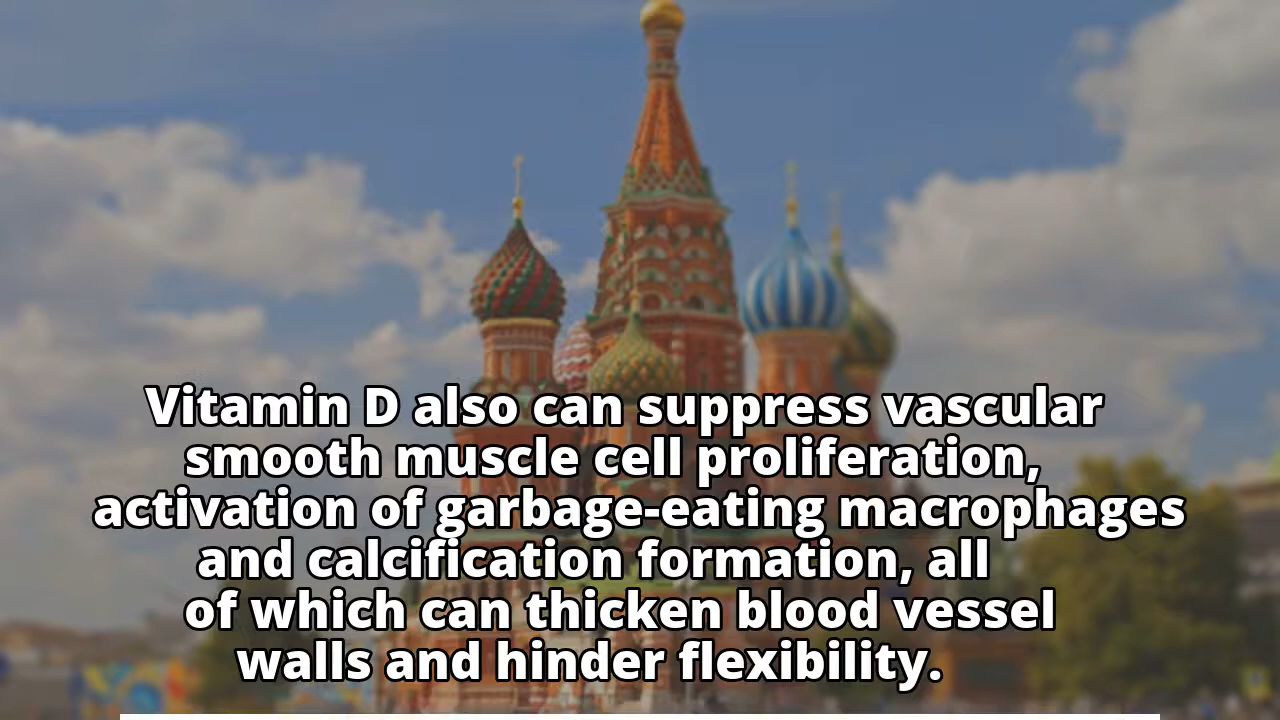 Vitamin D also can suppress vascular
smooth muscle cell proliferation,
activation of garbage-eating macrophages
and calcification formation, all
of which can thicken blood vessel
walls and hinder flexibility.